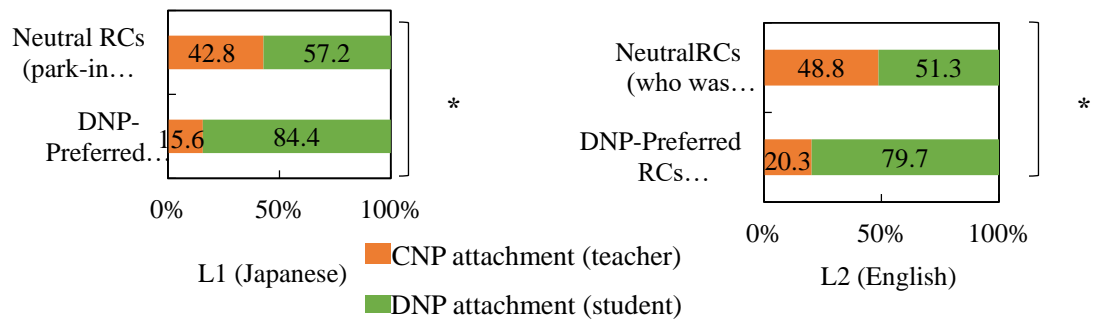 Neutral RCs
(park-in…
42.8
57.2
DNP-
Preferred…
15.6
84.4
*
0%
50%
100%
L1 (Japanese)
NeutralRCs
(who was…
48.8
51.3
DNP-Preferred
RCs…
20.3
79.7
*
0%
50%
100%
L2 (English)
CNP attachment (teacher)
DNP attachment (student)